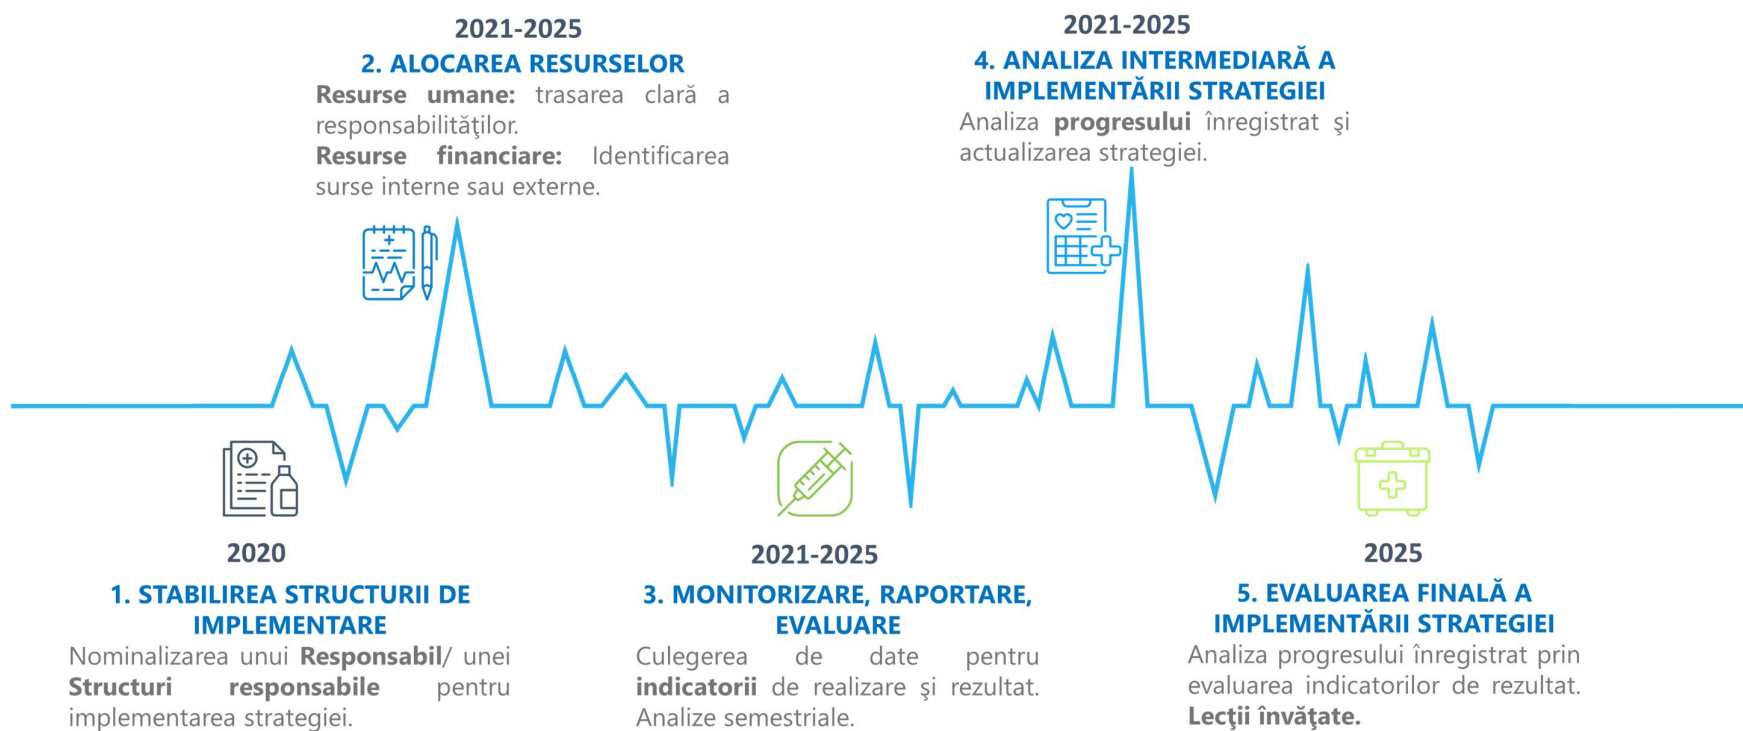 2021-2025
2. ALOCAREA RESURSELOR
Resurse umane: trasarea clară a
responsabilităţilor.
Resurse financiare: Identificarea
surse interne sau externe.
2021-2025
4. ANALIZA INTERMEDIARĂ A
IMPLEMENTĂRII STRATEGIEI
Analiza progresului înregistrat şi
actualizarea strategiei.
2020
1. STABILIREA STRUCTURII DE
IMPLEMENTARE
Nominalizarea unui Responsabil/ unei
Structuri responsabile pentru
implementarea strategiei.
2021-2025
3. MONITORIZARE, RAPORTARE,
EVALUARE
Culegerea de date pentru
indicatorii de realizare şi rezultat.
Analize semestriale.
2025
5. EVALUAREA FINALĂ A
IMPLEMENTĂRII STRATEGIEI
Analiza progresului înregistrat prin
evaluarea indicatorilor de rezultat.
Lecţii învăţate.